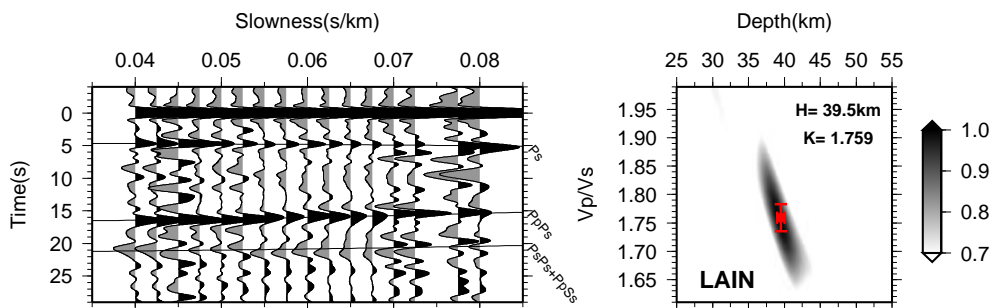 Slowness(s/km)
0.04 0.05 0.06 0.07 0.08
Time(s)
0
5
10
15
20
25
Ps
PpPs
PsPs+PpSs
Depth(km)
25 30 35 40 45 50 55
Vp/Vs
1.95
1.90
1.85
1.80
1.75
1.70
1.65
H= 39.5km
K= 1.759
LAIN
1.0
0.9
0.8
0.7